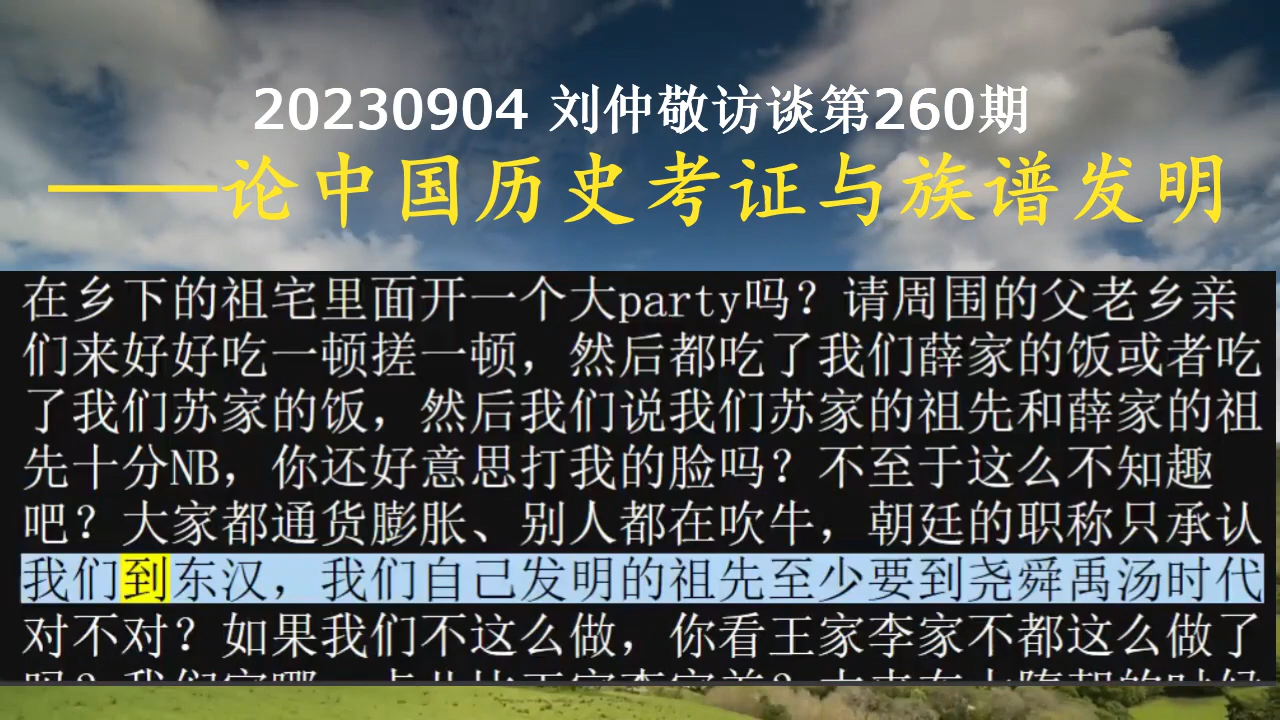 20230904 刘仲敬访谈第260期
——论中国历史考证与族谱发明
在乡下的祖宅里面开一个大party吗？请周围的父老乡亲
们来好好吃一顿搓一顿，然后都吃了我们薛家的饭或者吃
了我们苏家的饭，然后我们说我们苏家的祖先和薛家的祖
先十分NB，你还好意思打我的脸吗？不至于这么不知趣
吧？大家都通货膨胀、别人都在吹牛，朝廷的职称只承认
我们到东汉，我们自己发明的祖先至少要到尧舜禹汤时代
对不对？如果我们不这么做，你看王家李家不都这么做了